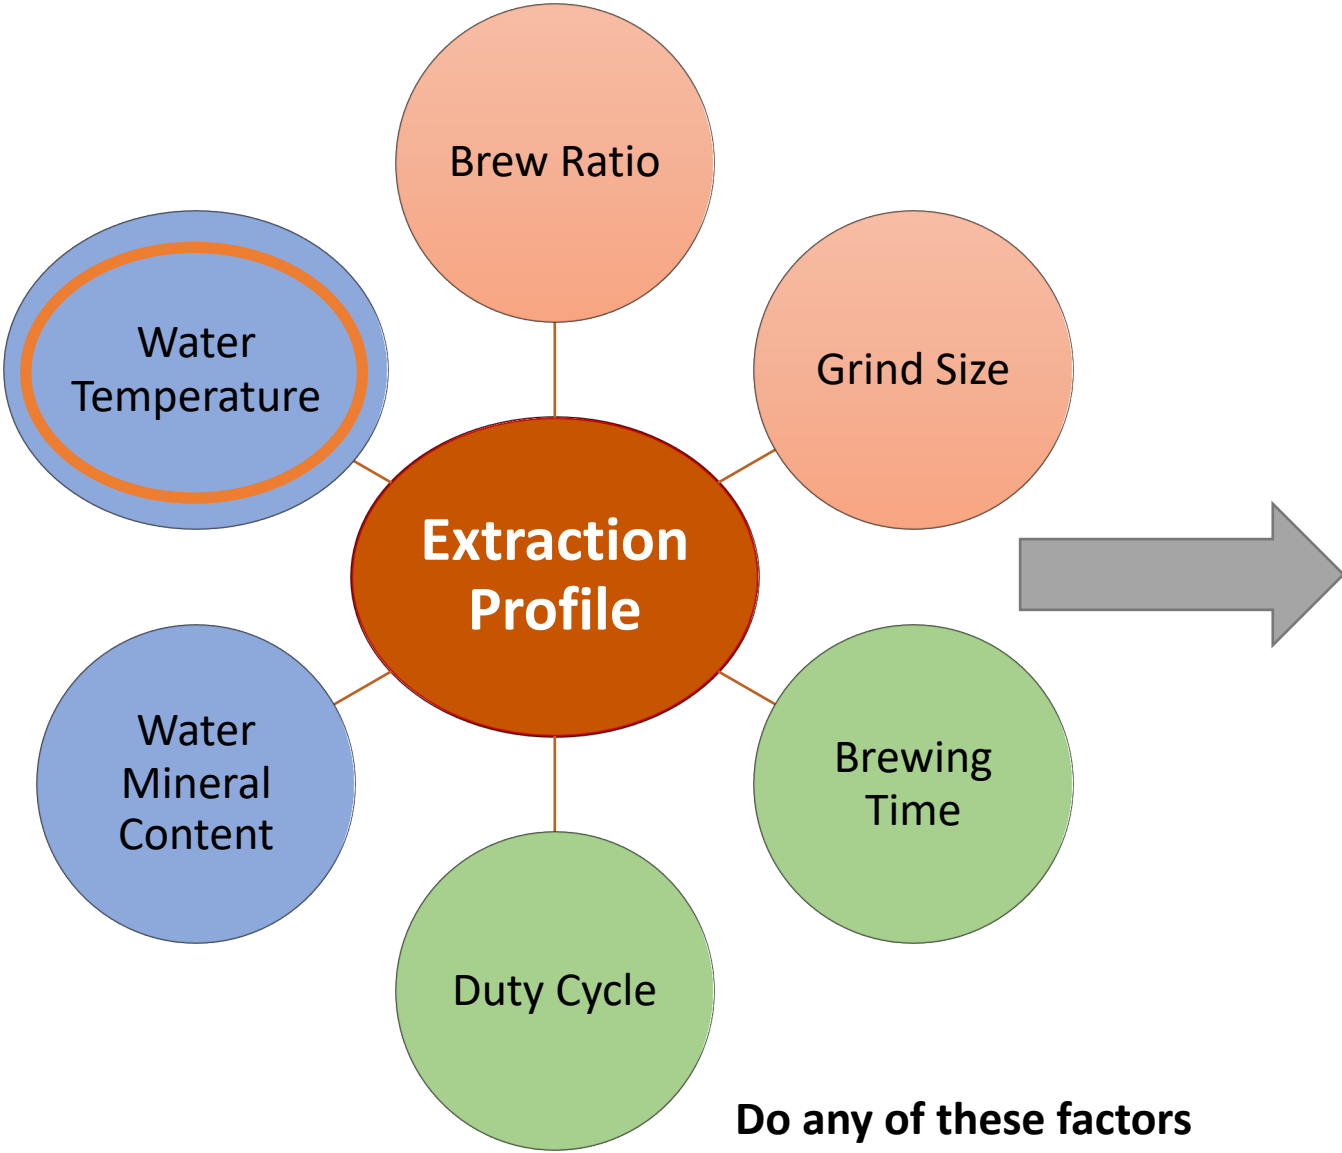 Brew Ratio
Grind Size
Water
Temperature
Extraction
Profile
Water
Mineral
Content
Brewing
Time
Duty Cycle
Do any of these factors